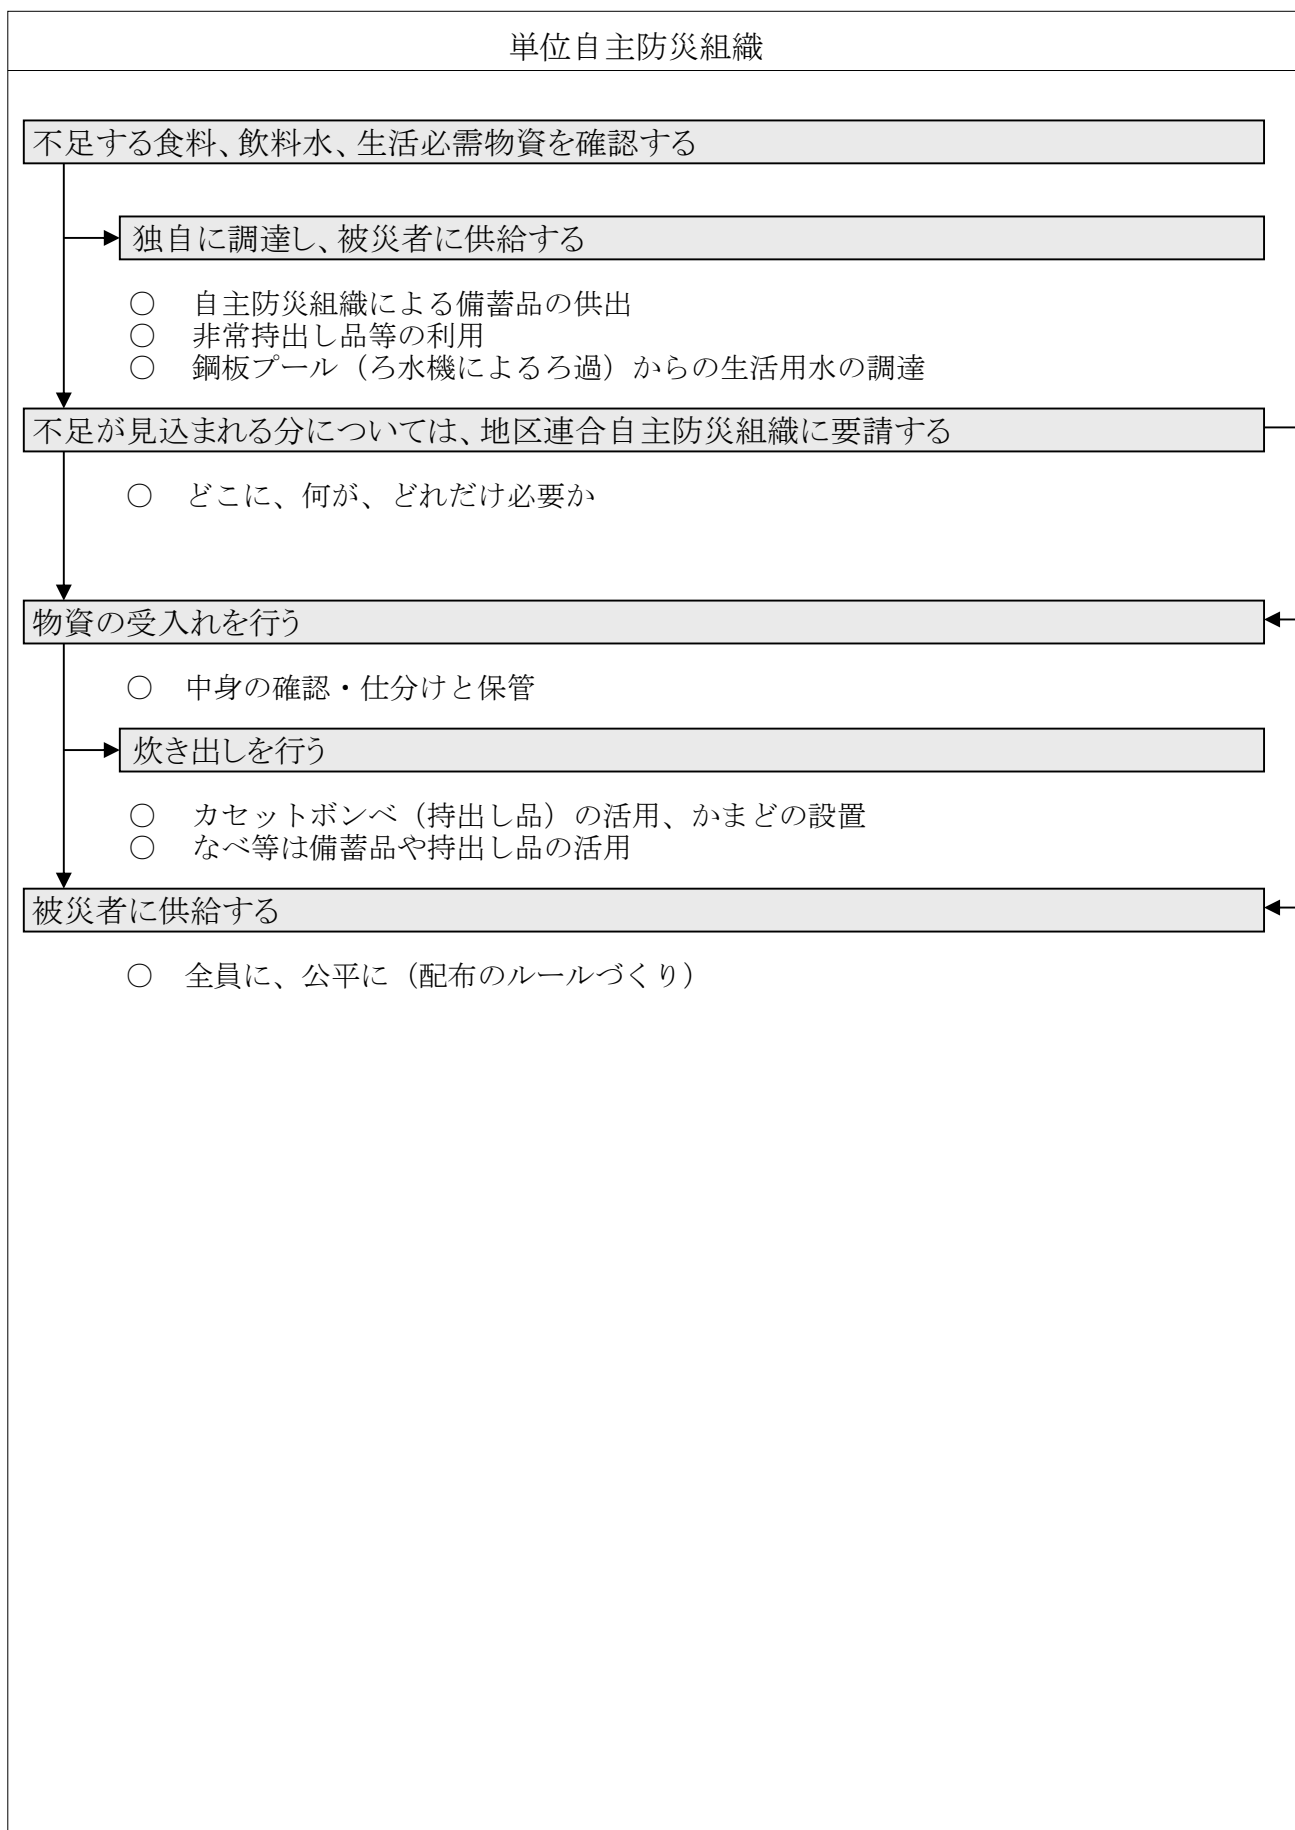 単位自主防災組織
不足する食料、飲料水、生活必需物資を確認する
独自に調達し、被災者に供給する
○ 自主防災組織による備蓄品の供出
○ 非常持出し品等の利用
○ 鋼板プール（ろ水機によるろ過）からの生活用水の調達
不足が見込まれる分については、地区連合自主防災組織に要請する
○ どこに、何が、どれだけ必要か
物資の受入れを行う
○ 中身の確認・仕分けと保管
炊き出しを行う
○ カセットボンベ（持出し品）の活用、かまどの設置
○ なべ等は備蓄品や持出し品の活用
被災者に供給する
○ 全員に、公平に（配布のルールづくり）